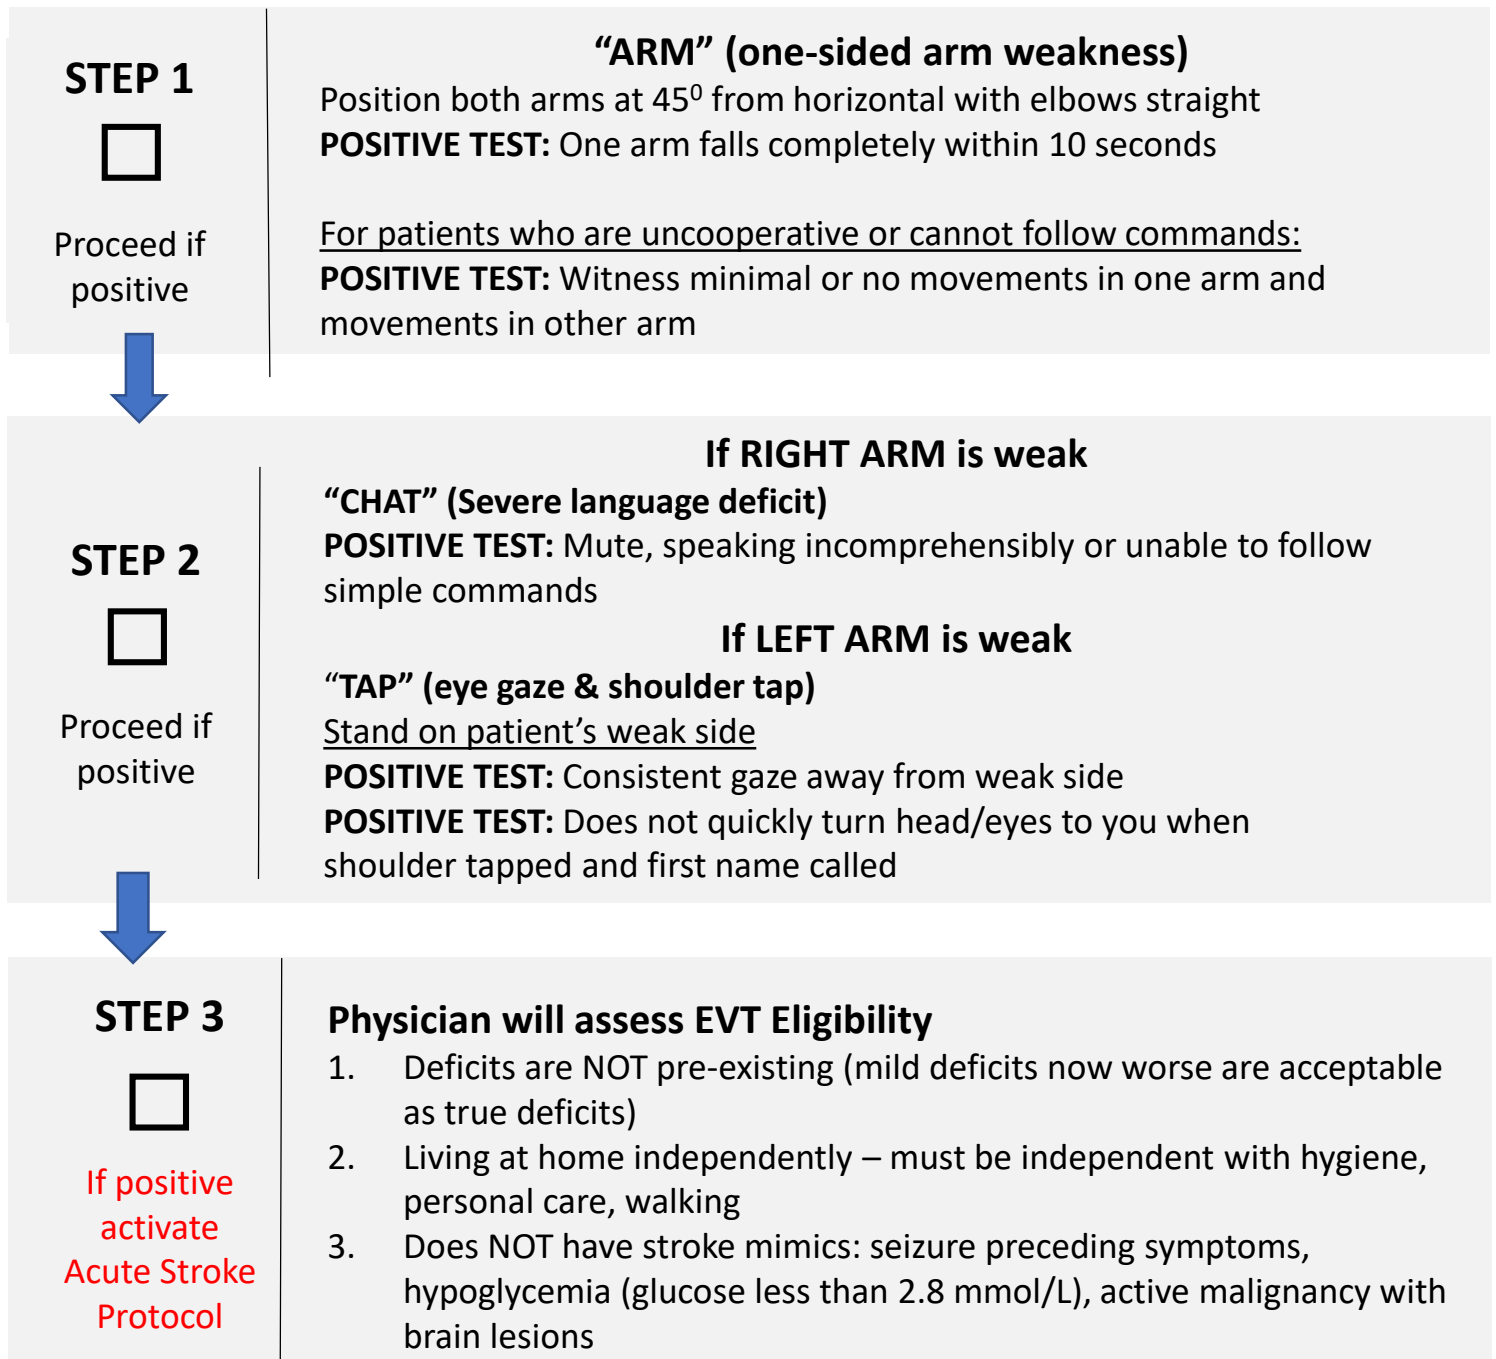 STEP 1
Proceed if
positive
“ARM” (one-sided arm weakness)
Position both arms at 45⁰ from horizontal with elbows straight
POSITIVE TEST: One arm falls completely within 10 seconds
For patients who are uncooperative or cannot follow commands:
POSITIVE TEST: Witness minimal or no movements in one arm and
movements in other arm
STEP 2
Proceed if
positive
If RIGHT ARM is weak
“CHAT” (Severe language deficit)
POSITIVE TEST: Mute, speaking incomprehensibly or unable to follow
simple commands
If LEFT ARM is weak
“TAP” (eye gaze & shoulder tap)
Stand on patient’s weak side
POSITIVE TEST: Consistent gaze away from weak side
POSITIVE TEST: Does not quickly turn head/eyes to you when
shoulder tapped and first name called
STEP 3
If positive
activate
Acute Stroke
Protocol
Physician will assess EVT Eligibility
1. Deficits are NOT pre-existing (mild deficits now worse are acceptable
as true deficits)
2. Living at home independently – must be independent with hygiene,
personal care, walking
3. Does NOT have stroke mimics: seizure preceding symptoms,
hypoglycemia (glucose less than 2.8 mmol/L), active malignancy with
brain lesions